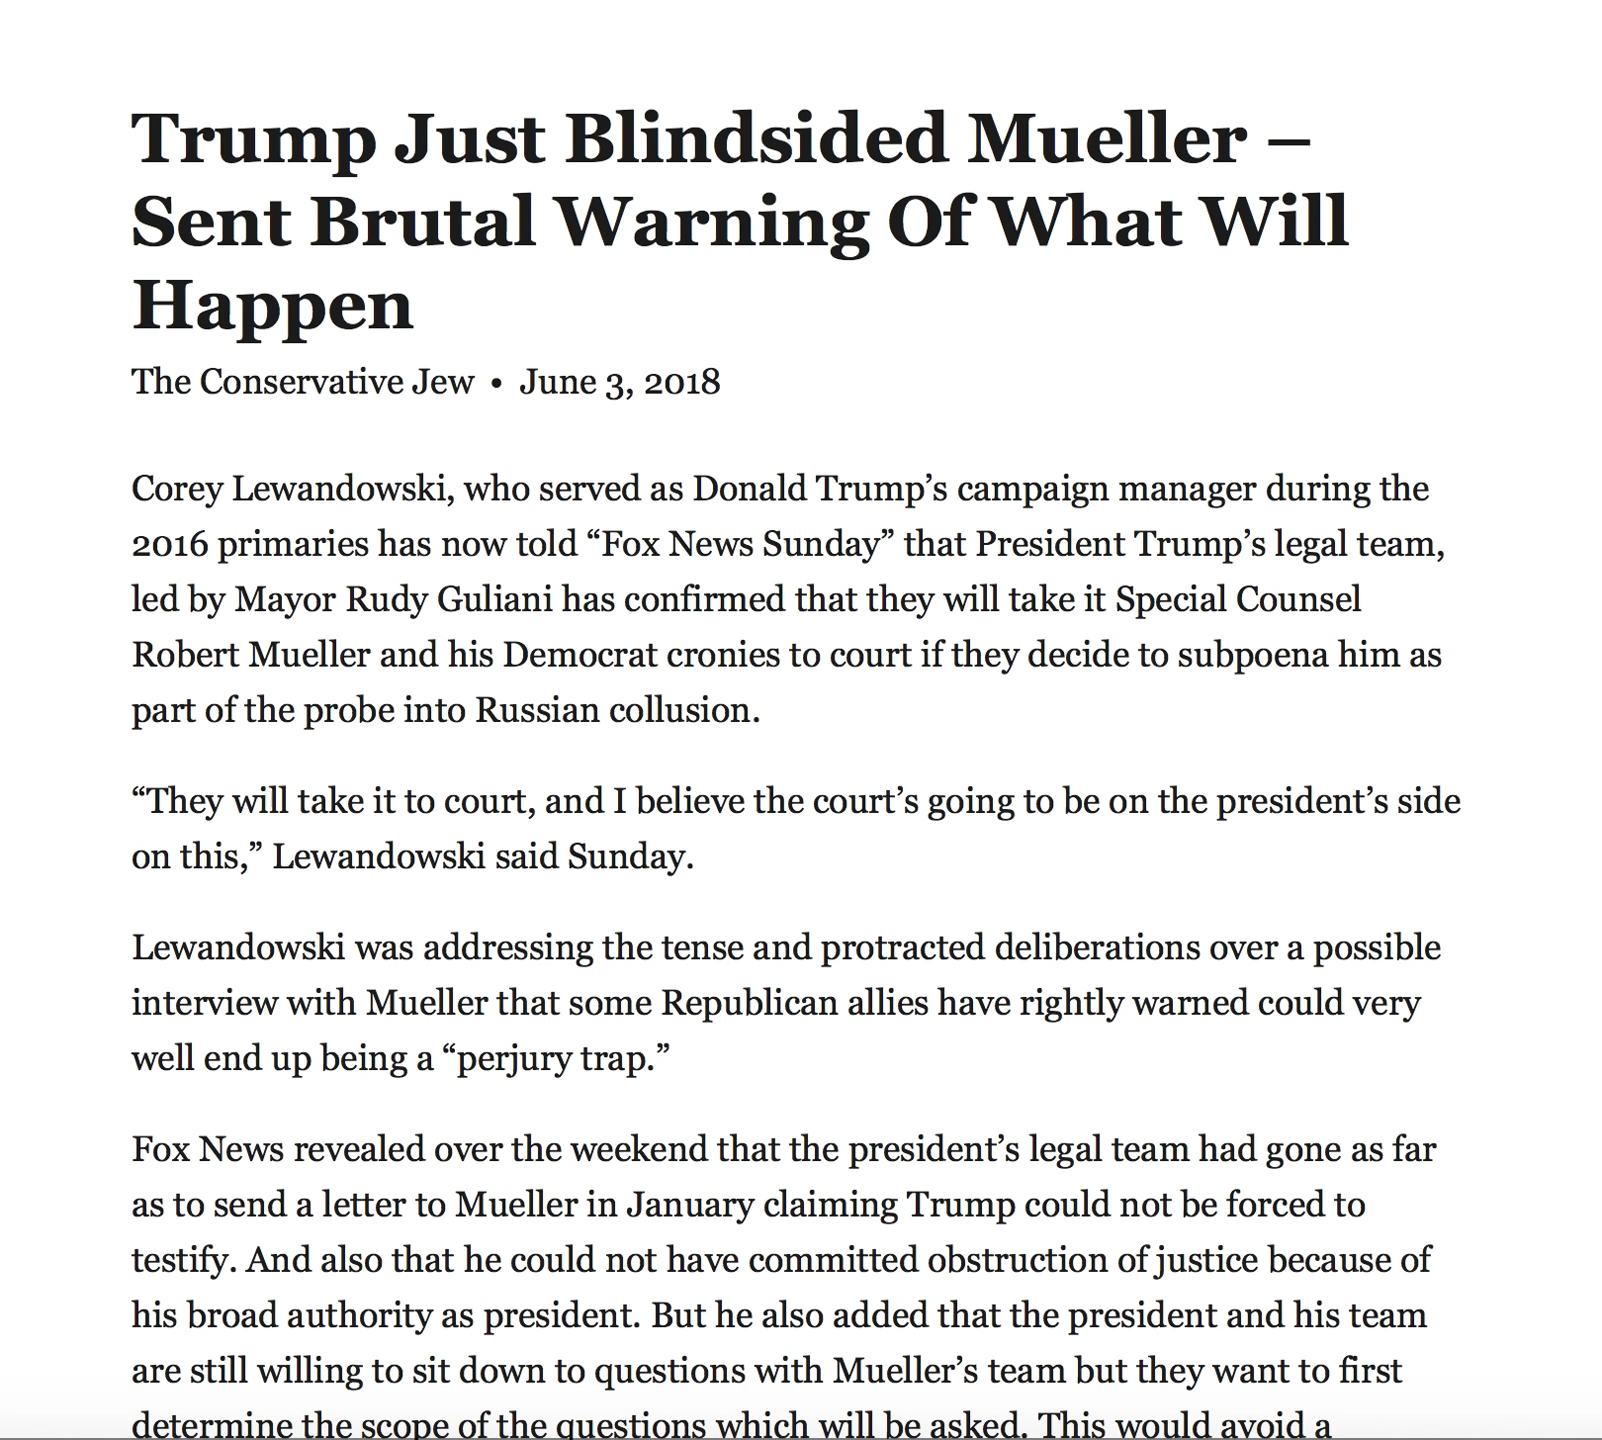 Trump Just Blindsided Mueller –
Sent Brutal Warning Of What Will
Happen
The Conservative Jew • June 3, 2018
Corey Lewandowski, who served as Donald Trump’s campaign manager during the
2016 primaries has now told “Fox News Sunday” that President Trump’s legal team,
led by Mayor Rudy Guliani has confirmed that they will take it Special Counsel
Robert Mueller and his Democrat cronies to court if they decide to subpoena him as
part of the probe into Russian collusion.
“They will take it to court, and I believe the court’s going to be on the president’s side
on this,” Lewandowski said Sunday.
Lewandowski was addressing the tense and protracted deliberations over a possible
interview with Mueller that some Republican allies have rightly warned could very
well end up being a “perjury trap.”
Fox News revealed over the weekend that the president’s legal team had gone as far
as to send a letter to Mueller in January claiming Trump could not be forced to
testify. And also that he could not have committed obstruction of justice because of
his broad authority as president. But he also added that the president and his team
are still willing to sit down to questions with Mueller’s team but they want to first
determine the scope of the questions which will be asked. This would avoid a